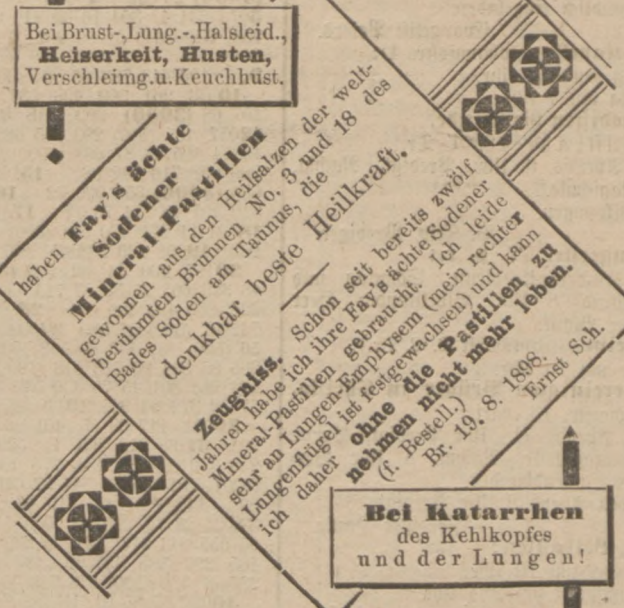 Bei Brust-,Lung.-,Halsleid.,
Heiserkeit, Husten,
Verschleimg.u.Keuchhust.
haben Fay's ächte
Sodener
Mineral-Pastillen
gewonnen aus den Heilsalzen der welt-
berühmten Brunnen No. 3 und 18 des
Bades Soden am Taunus, die
denkbar beste Heilkraft.
Zeugniss. Schon seit bereits zwölf
Jahren habe ich ihre Fay's ächte Sodener
Mineral-Pastillen gebraucht. Ich leide
sehr an Lungen-Emphysem (mein rechter
Lungenflügel ist festgewachsen) und kann
ich daher ohne die Pastillen zu
nehmen nicht mehr leben.
(f. Bestell.) Ernst Sch.
Br. 19. 8. 1898.
Bei Katarrhen
des Kehlkopfes
und der Lungen!